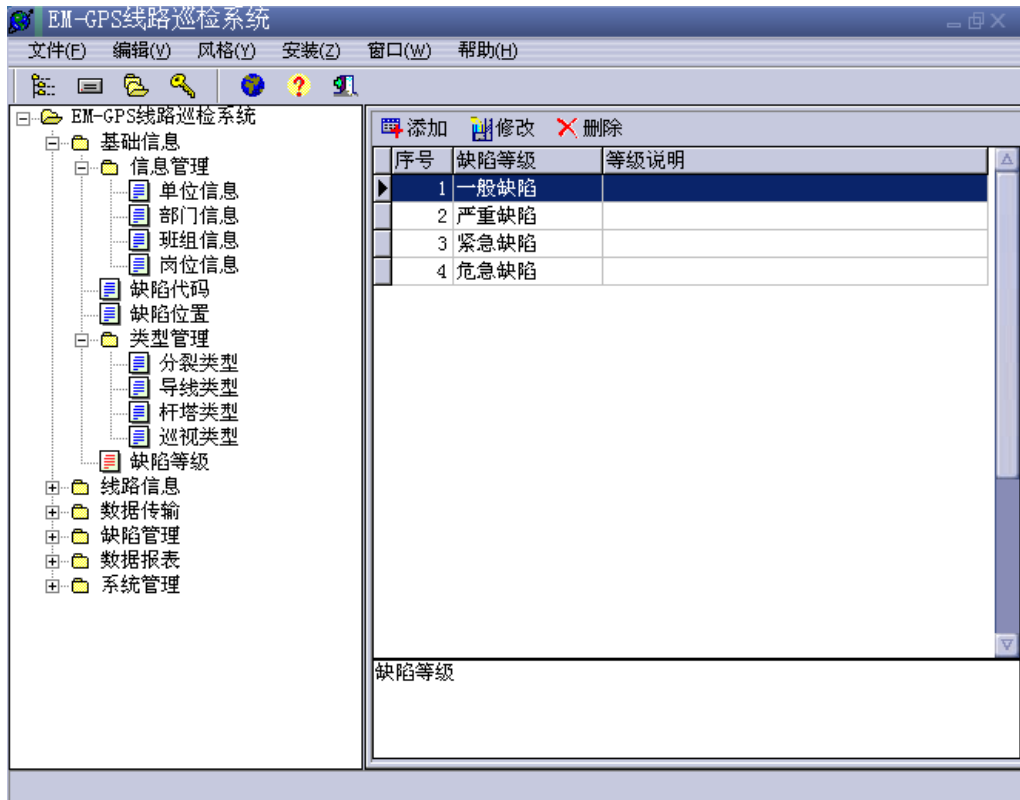 EM-GPS线路巡检系统
文件(F) 编辑(V) 风格(Y) 安装(Z) 窗口(W) 帮助(H)
EM-GPS线路巡检系统
基础信息
信息管理
单位信息
部门信息
班组信息
岗位信息
缺陷代码
缺陷位置
类型管理
分裂类型
导线类型
杆塔类型
巡视类型
缺陷等级
线路信息
数据传输
缺陷管理
数据报表
系统管理
添加 修改 删除
序号 缺陷等级 等级说明
1 一般缺陷
2 严重缺陷
3 紧急缺陷
4 危急缺陷
缺陷等级